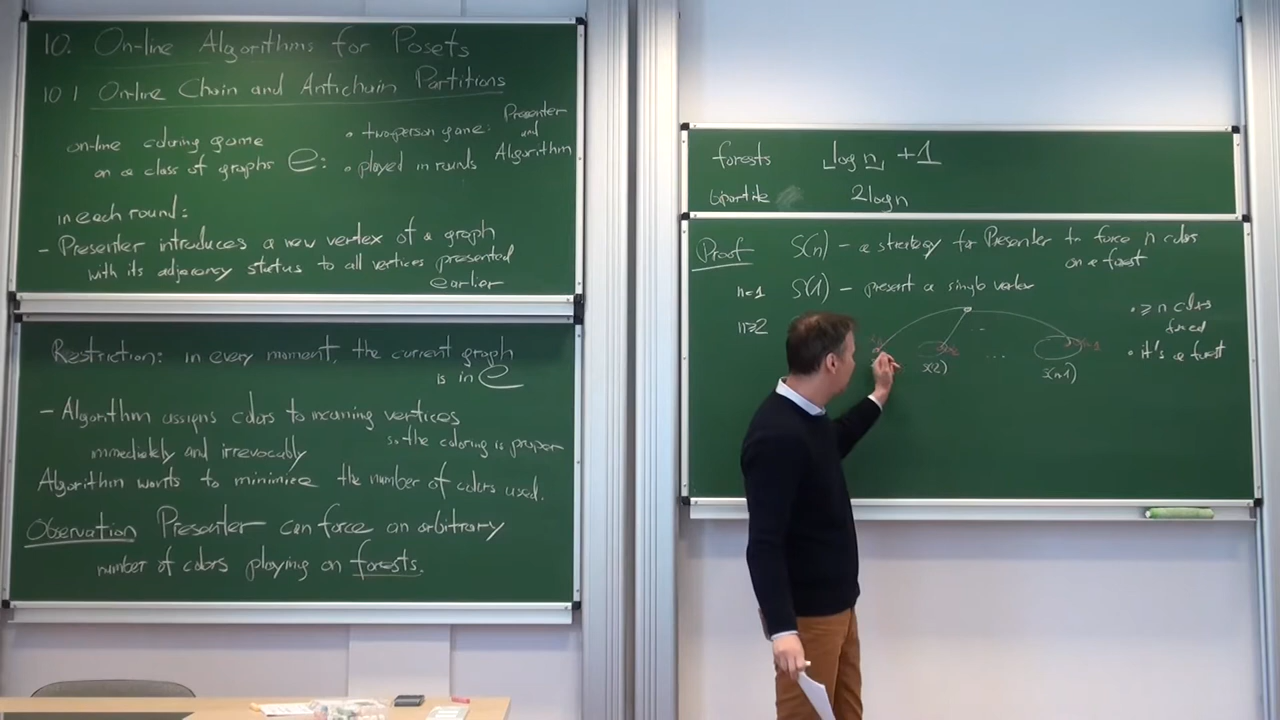 10. On-line Algorithms for Posets
10.1 On-line Chain and Antichain Partitions
on-line coloring game
on a class of graphs C:
• two-person game: Presenter and Algorithm
• played in rounds
in each round:
- Presenter introduces a new vertex of a graph
with its adjacency status to all vertices presented
earlier
Restriction: in every moment, the current graph
is in C
- Algorithm assigns colors to incoming vertices
immediately and irrevocably
so the coloring is proper
Algorithm wants to minimize the number of colors used.
Observation Presenter can force an arbitrary
number of colors playing on forests.
forests ⌊log n⌋ +1
bipartite 2 log n
Proof S(n) - a strategy for Presenter to force n colors
on a forest
n=1 S(1) - present a single vertex
n≥2
S(2) ... S(n-1)
• ≥ n colors
forced
• it's a forest